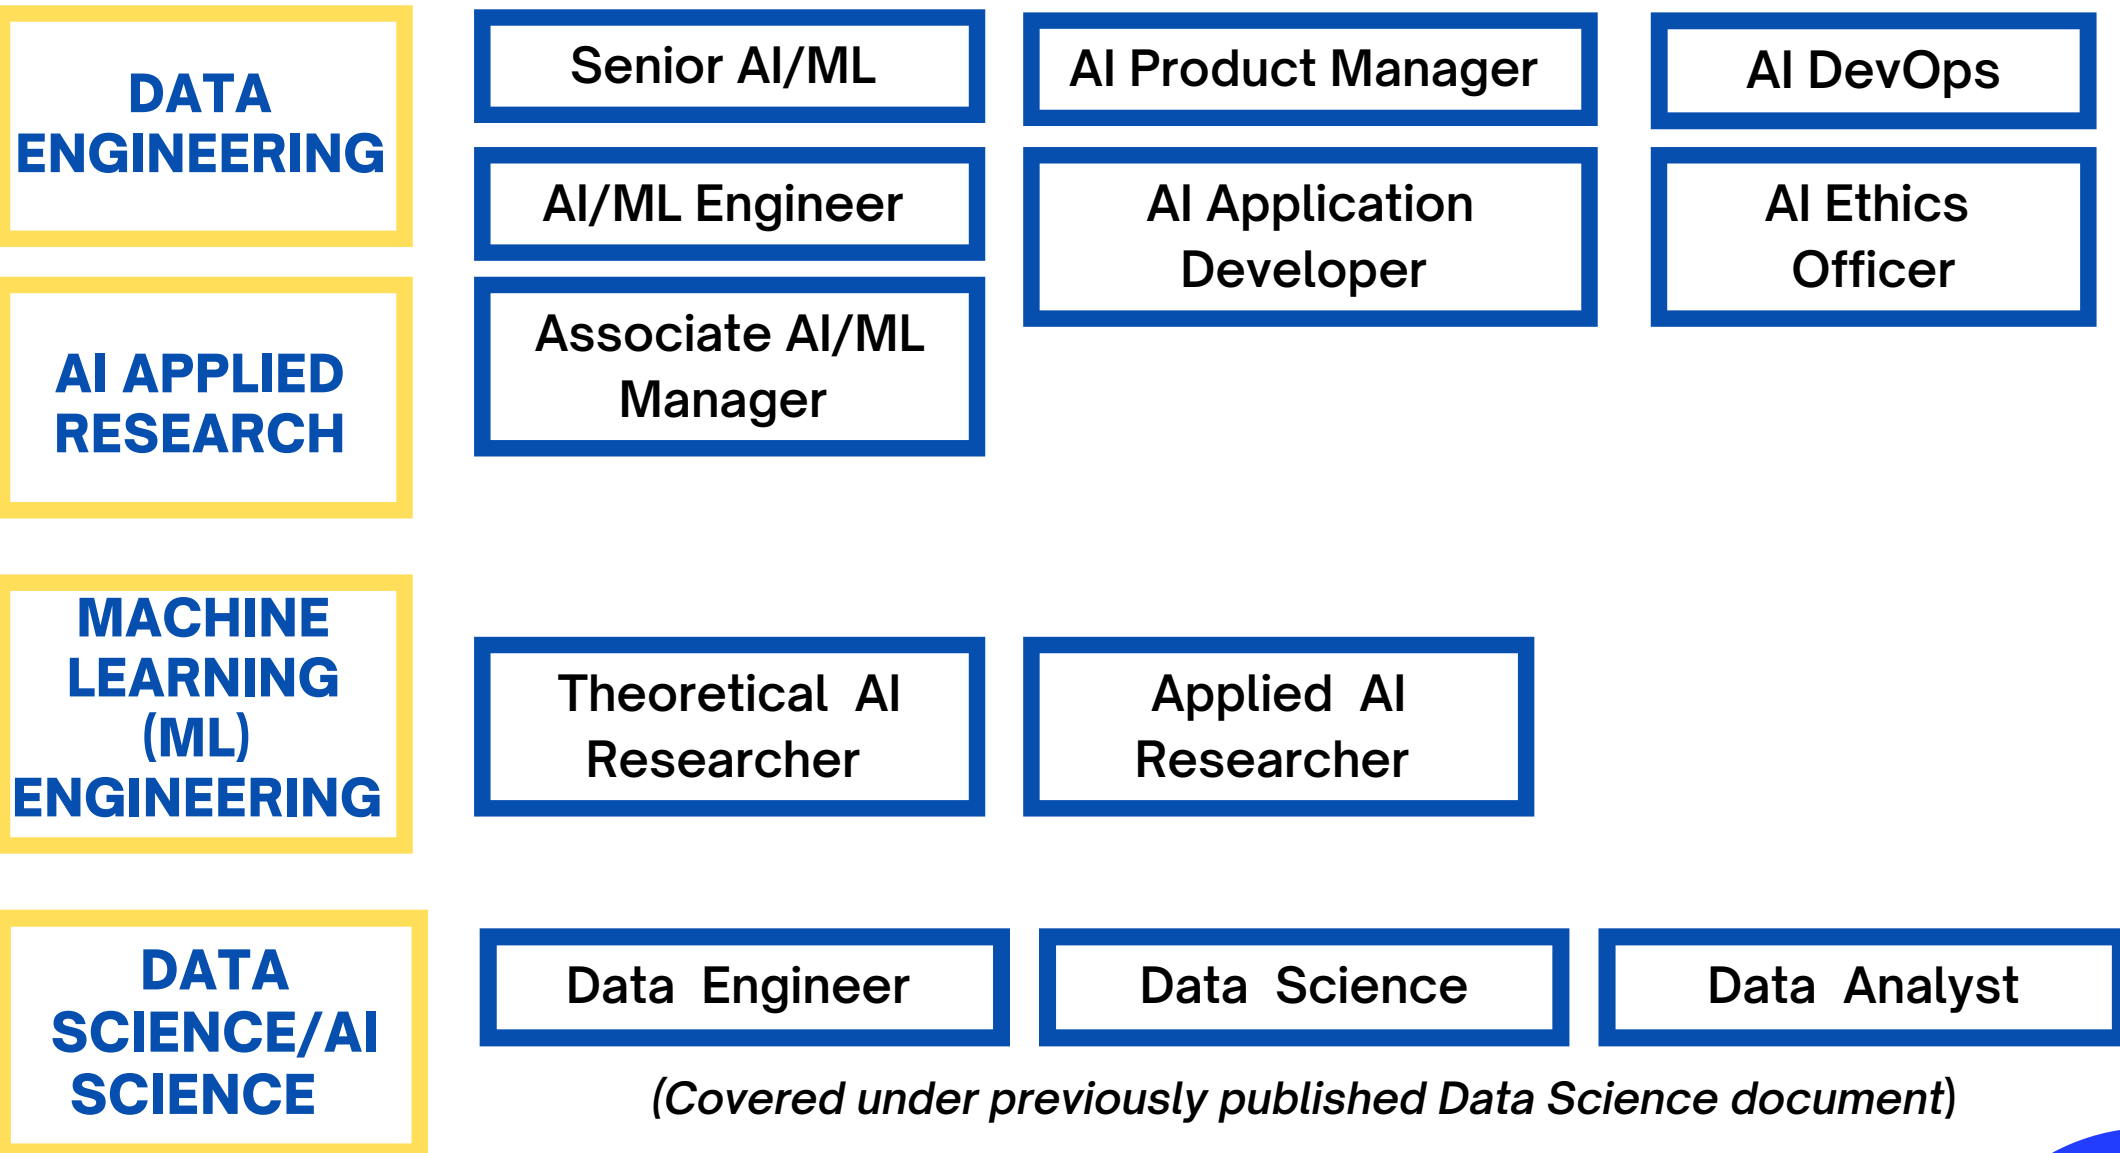 DATA
ENGINEERING
Senior AI/ML
AI Product Manager
AI DevOps
AI/ML Engineer
AI Application
Developer
AI Ethics
Officer
AI APPLIED
RESEARCH
Associate AI/ML
Manager
MACHINE
LEARNING
(ML)
ENGINEERING
Theoretical AI
Researcher
Applied AI
Researcher
DATA
SCIENCE/AI
SCIENCE
Data Engineer
Data Science
Data Analyst
(Covered under previously published Data Science document)